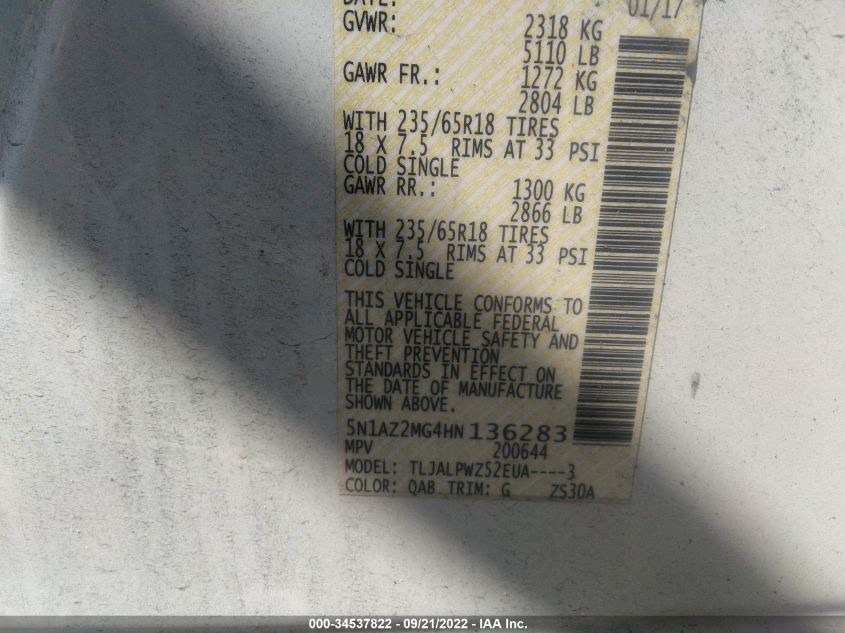 DATE: 01/17
GVWR: 2318 KG
5110 LB
GAWR FR.: 1272 KG
2804 LB
WITH 235/65R18 TIRES
18 X 7.5 RIMS AT 33 PSI
COLD SINGLE
GAWR RR.: 1300 KG
2866 LB
WITH 235/65R18 TIRES
18 X 7.5 RIMS AT 33 PSI
COLD SINGLE
THIS VEHICLE CONFORMS TO
ALL APPLICABLE FEDERAL
MOTOR VEHICLE SAFETY AND
THEFT PREVENTION
STANDARDS IN EFFECT ON
THE DATE OF MANUFACTURE
SHOWN ABOVE.
5N1AZ2MG4HN136283
MPV 200644
MODEL: TLJALPWZ52EUA----3
COLOR: QAB TRIM: G ZS30A
000-34537822 - 09/21/2022 - IAA Inc.